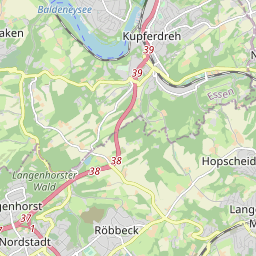 Baldeneysee
aken
Kupferdreh
39
39
Essen
38
Hopscheid
38
Langenhorster
Wald
genhorst
Lange
37
1
Röbbeck
Nordstadt